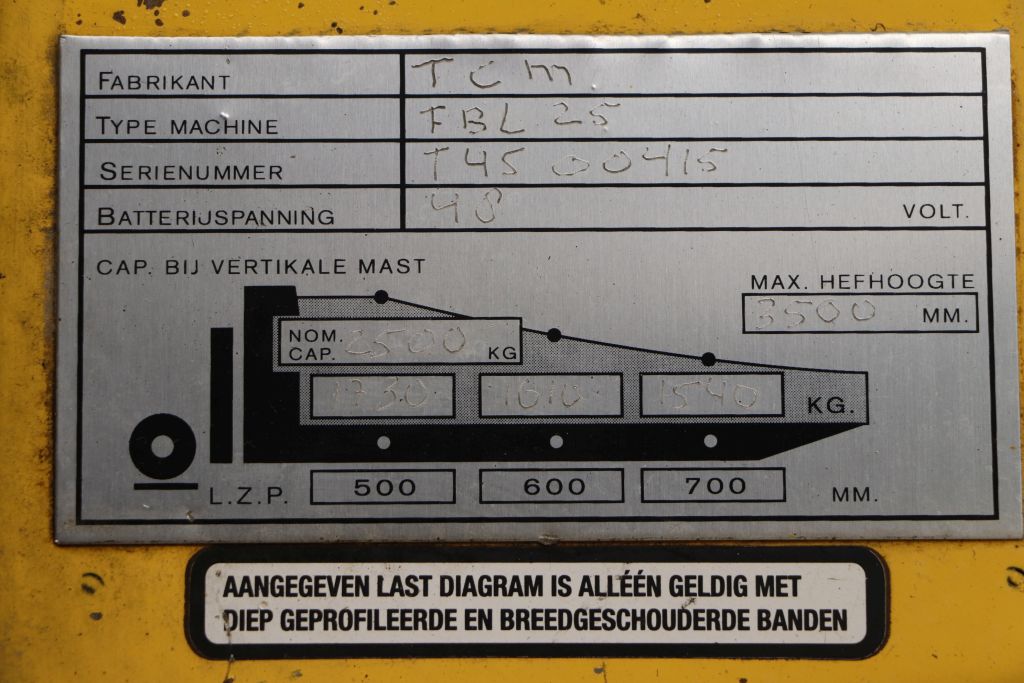 FABRIKANT TCM
TYPE MACHINE FBL 25
SERIENUMMER T45 00415
BATTERIJSPANNING 48 VOLT.
CAP. BIJ VERTIKALE MAST
MAX. HEFHOOGTE
3500 MM.
NOM. CAP. 2500 KG
1730 1610 1540 KG.
L.Z.P. 500 600 700 MM.
AANGEGEVEN LAST DIAGRAM IS ALLÉÉN GELDIG MET
DIEP GEPROFILEERDE EN BREEDGESCHOUDERDE BANDEN